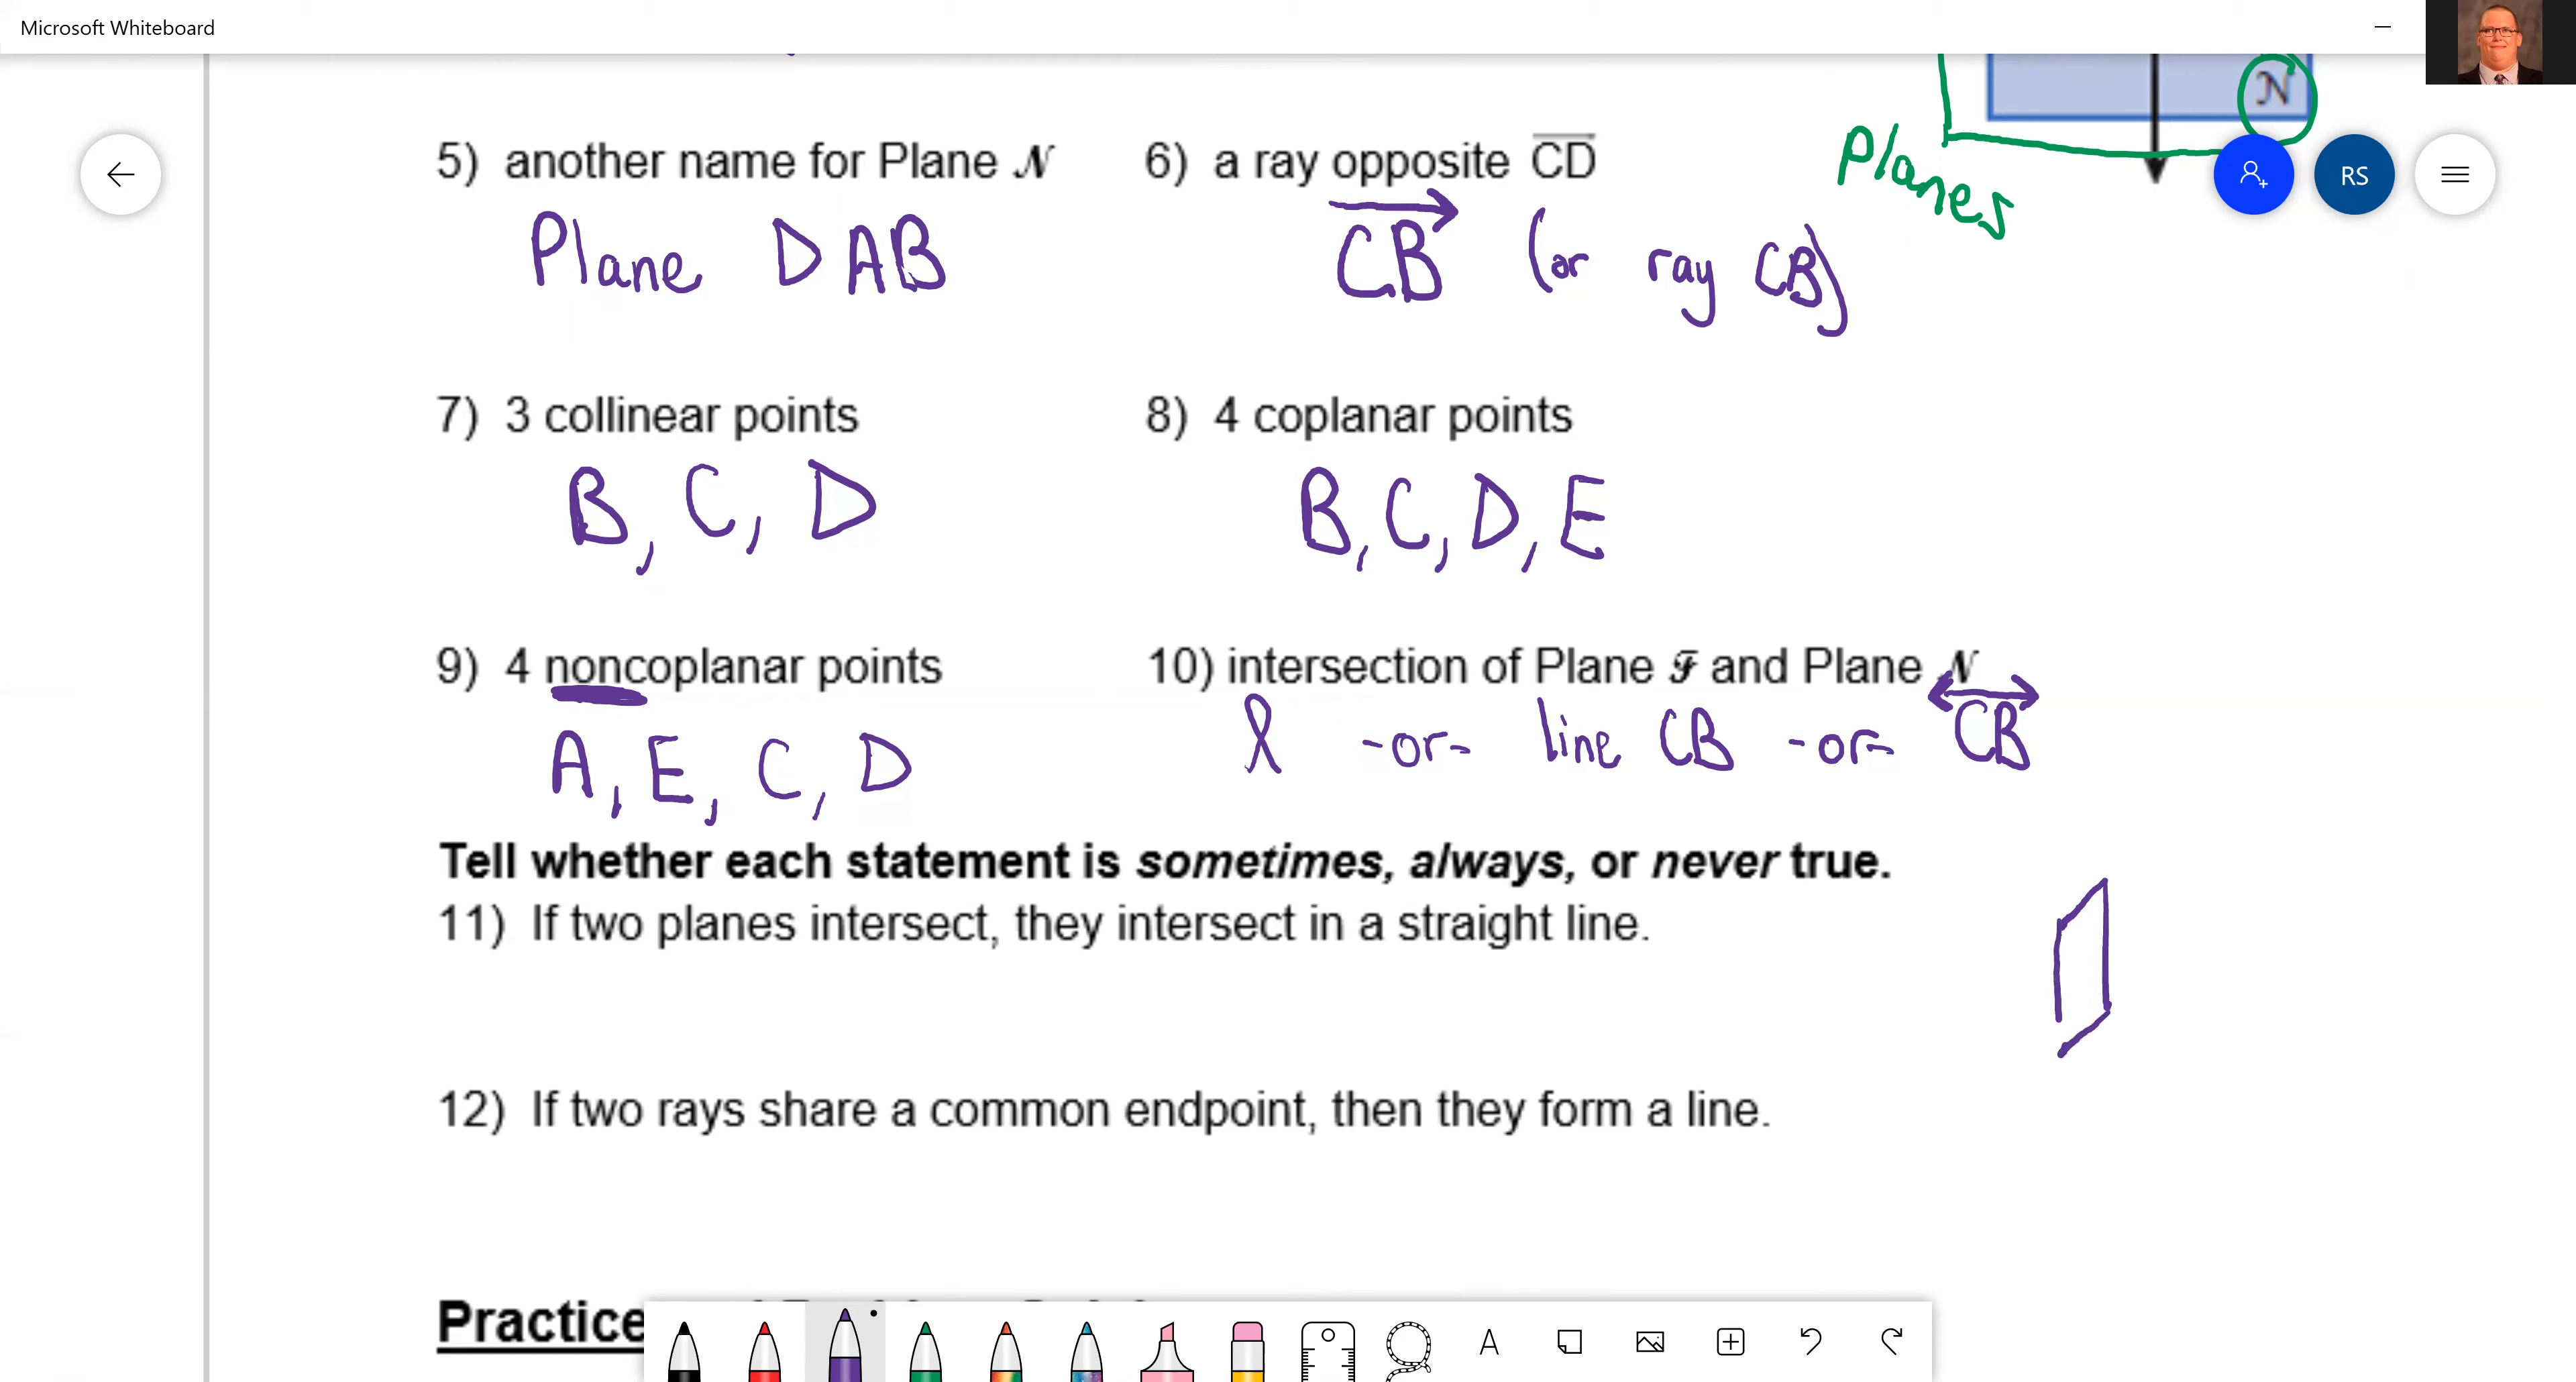 Microsoft Whiteboard
𝒩
Planes
RS
5) another name for Plane 𝒩
6) a ray opposite CD
Plane DAB
CB (or ray CB)
7) 3 collinear points
8) 4 coplanar points
B, C, D
B, C, D, E
9) 4 noncoplanar points
10) intersection of Plane ℱ and Plane 𝒩
A, E, C, D
l -or- line CB -or- CB
Tell whether each statement is sometimes, always, or never true.
11) If two planes intersect, they intersect in a straight line.
12) If two rays share a common endpoint, then they form a line.
Practice
A